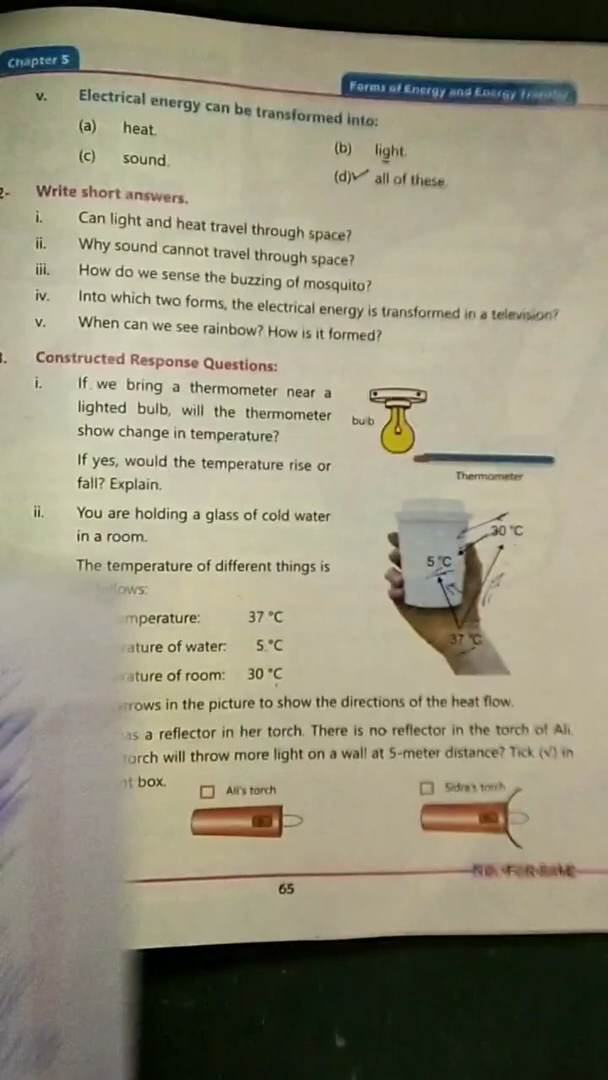 Chapter 5
Forms of Energy and Energy Transfer
v. Electrical energy can be transformed into:
(a) heat. (b) light.
(c) sound. (d)✓ all of these.
2- Write short answers.
i. Can light and heat travel through space?
ii. Why sound cannot travel through space?
iii. How do we sense the buzzing of mosquito?
iv. Into which two forms, the electrical energy is transformed in a television?
v. When can we see rainbow? How is it formed?
Constructed Response Questions:
i. If we bring a thermometer near a
lighted bulb, will the thermometer
show change in temperature?
If yes, would the temperature rise or
fall? Explain.
bulb
Thermometer
ii. You are holding a glass of cold water
in a room.
The temperature of different things is
lows:
mperature: 37 °C
ature of water: 5 °C
ature of room: 30 °C
30 °C
5 °C
37 °C
rrows in the picture to show the directions of the heat flow.
as a reflector in her torch. There is no reflector in the torch of Ali.
torch will throw more light on a wall at 5-meter distance? Tick (√) in
t box.
Ali's torch
Sidra's torch
65